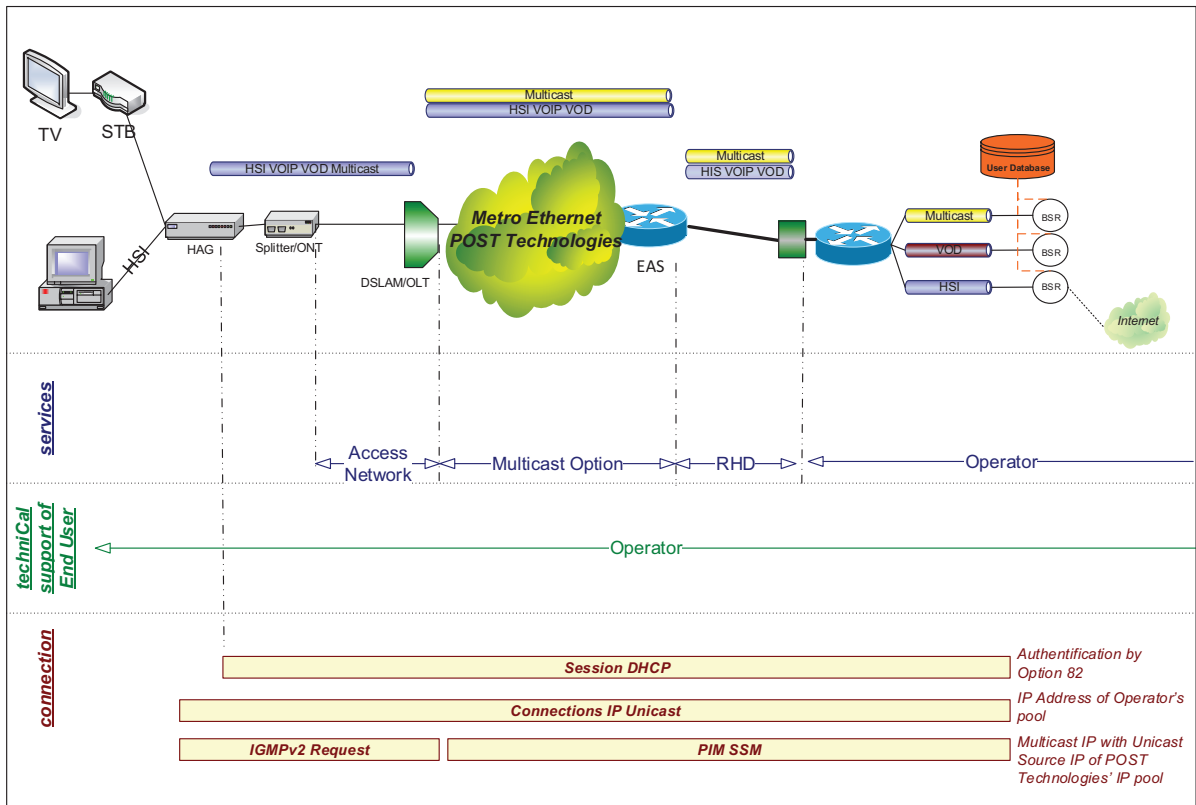 Multicast
HSI VOIP VOD
TV
STB
HSI VOIP VOD Multicast
Multicast
HIS VOIP VOD
User Database
Metro Ethernet
POST Technologies
Multicast
BSR
VOD
BSR
HSI
BSR
HSI
HAG
Splitter/ONT
DSLAM/OLT
EAS
Internet
services
Access
Network
Multicast Option
RHD
Operator
techniCal
support of
End User
Operator
connection
Session DHCP
Authentification by
Option 82
Connections IP Unicast
IP Address of Operator's
pool
IGMPv2 Request
PIM SSM
Multicast IP with Unicast
Source IP of POST
Technologies' IP pool